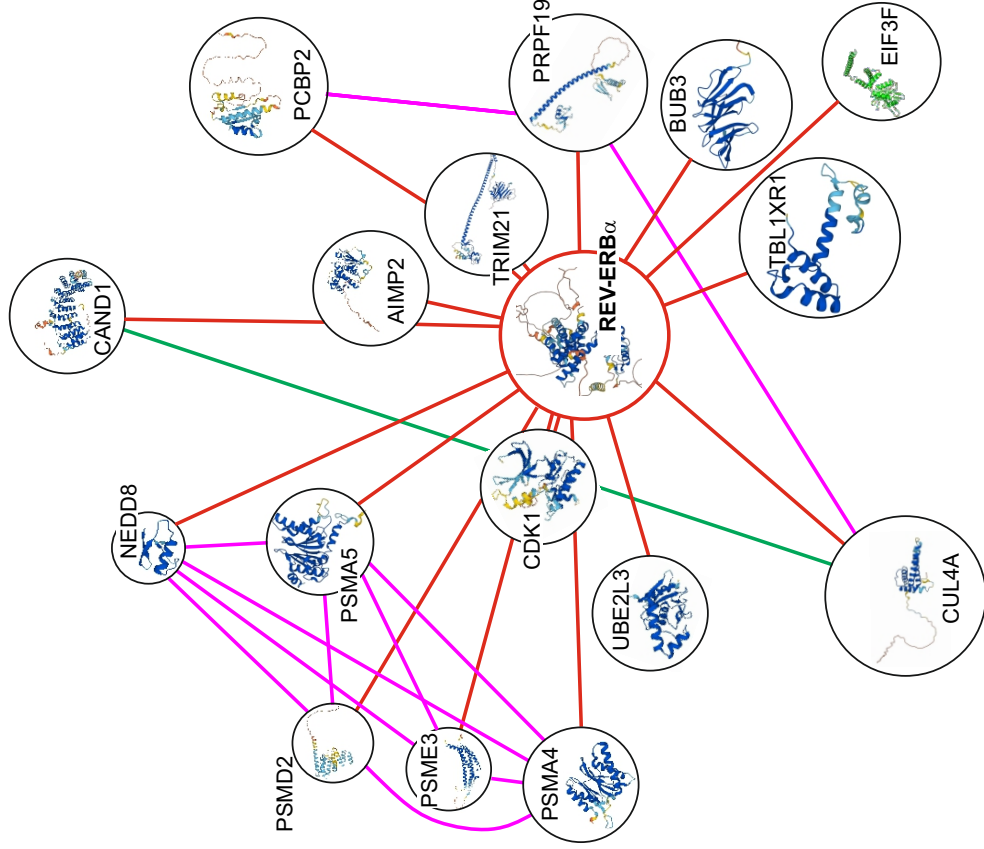 CAND1
PCBP2
PRPF19
EIF3F
BUB3
TRIM21
AIMP2
TBL1XR1
REV-ERBα
NEDD8
PSMA5
CDK1
UBE2L3
CUL4A
PSMD2
PSME3
PSMA4